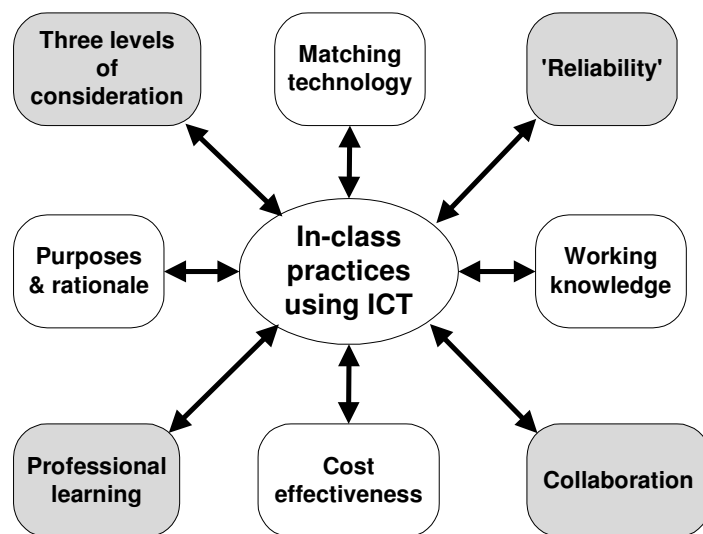 Three levels
of
consideration
Matching
technology
'Reliability'
Purposes
& rationale
In-class
practices
using ICT
Working
knowledge
Professional
learning
Cost
effectiveness
Collaboration